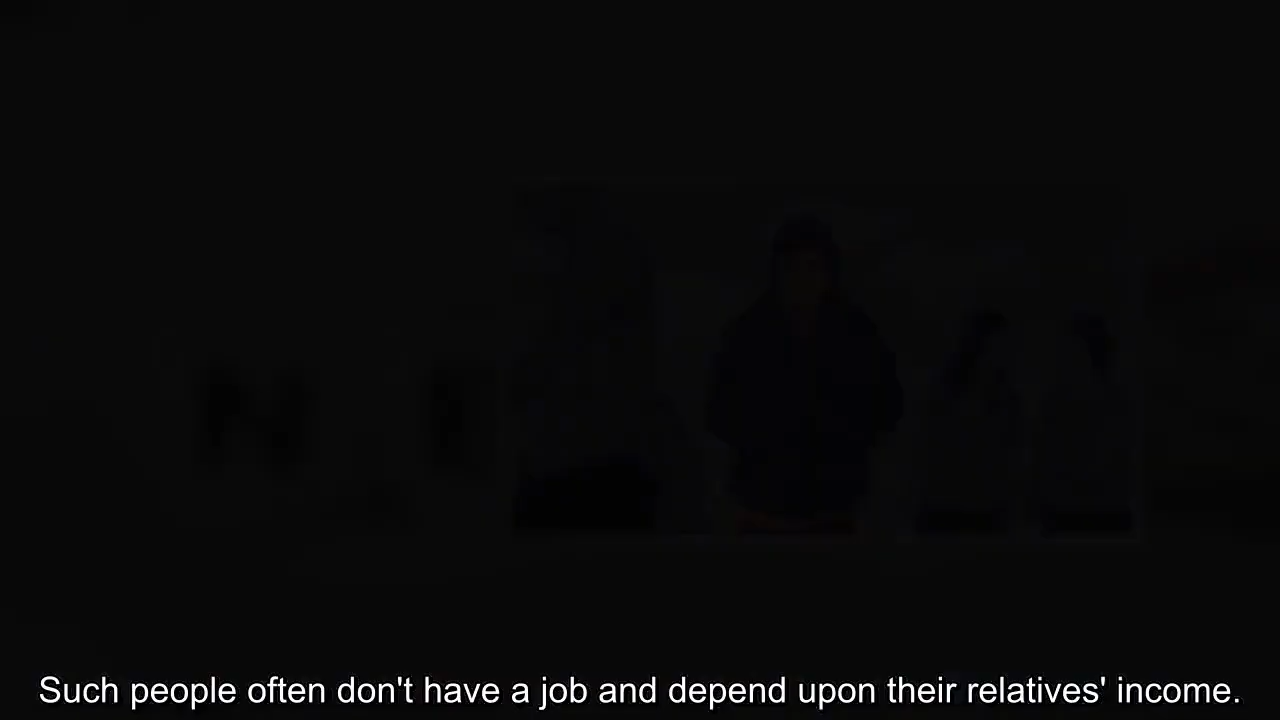 Such people often don't have a job and depend upon their relatives' income.